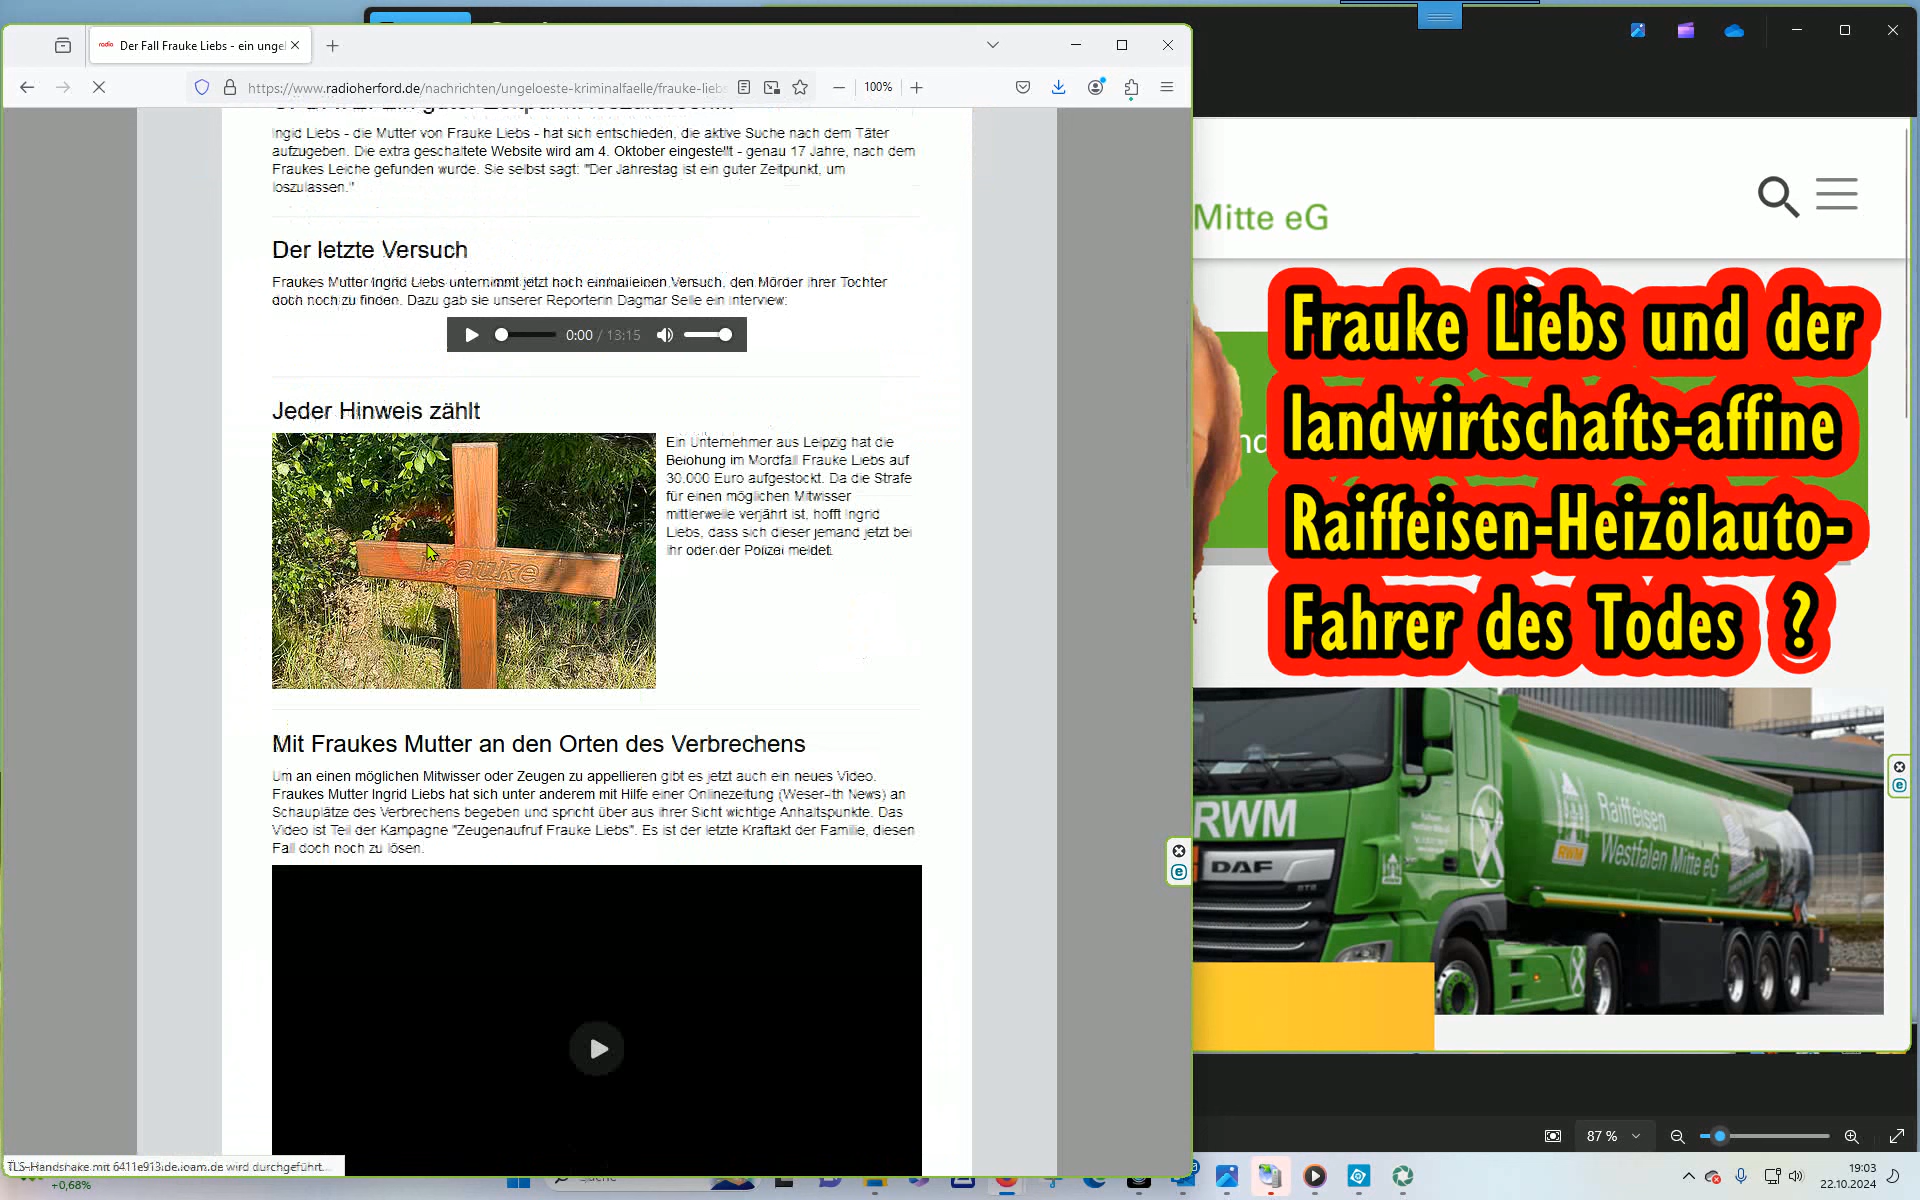 Der Fall Frauke Liebs - ein unge
https://www.radioherford.de/nachrichten/ungeloeste-kriminalfaelle/frauke-liebs
100%
Ingid Liebs - die Mutter von Frauke Liebs - hat sich entschieden, die aktive Suche nach dem Täter
aufzugeben. Die extra geschaltete Website wird am 4. Oktober eingestellt - genau 17 Jahre, nach dem
Fraukes Leiche gefunden wurde. Sie selbst sagt: "Der Jahrestag ist ein guter Zeitpunkt, um
loszulassen."
Der letzte Versuch
Fraukes Mutter Ingrid Liebs unternimmt jetzt noch einmal einen Versuch, den Mörder ihrer Tochter
doch noch zu finden. Dazu gab sie unserer Reporterin Dagmar Selle ein Interview:
0:00 / 13:15
Jeder Hinweis zählt
Frauke
Ein Unternehmer aus Leipzig hat die
Belohung im Mordfall Frauke Liebs auf
30.000 Euro aufgestockt. Da die Strafe
für einen möglichen Mitwisser
mittlerweile verjährt ist, hofft Ingrid
Liebs, dass sich dieser jemand jetzt bei
ihr oder der Polizei meldet.
Mit Fraukes Mutter an den Orten des Verbrechens
Um an einen möglichen Mitwisser oder Zeugen zu appellieren gibt es jetzt auch ein neues Video.
Fraukes Mutter Ingrid Liebs hat sich unter anderem mit Hilfe einer Onlinezeitung (Weser-Ith News) an
Schauplätze des Verbrechens begeben und spricht über aus ihrer Sicht wichtige Anhaltspunkte. Das
Video ist Teil der Kampagne "Zeugenaufruf Frauke Liebs". Es ist der letzte Kraftakt der Familie, diesen
Fall doch noch zu lösen.
TLS-Handshake mit 6411e913.de.ioam.de wird durchgeführt...
+0,68%
Mitte eG
Frauke Liebs und der
landwirtschafts-affine
Raiffeisen-Heizölauto-
Fahrer des Todes ?
nd
RWM
DAF
Raiffeisen
Westfalen Mitte eG
RWM
87 %
19:03
22.10.2024